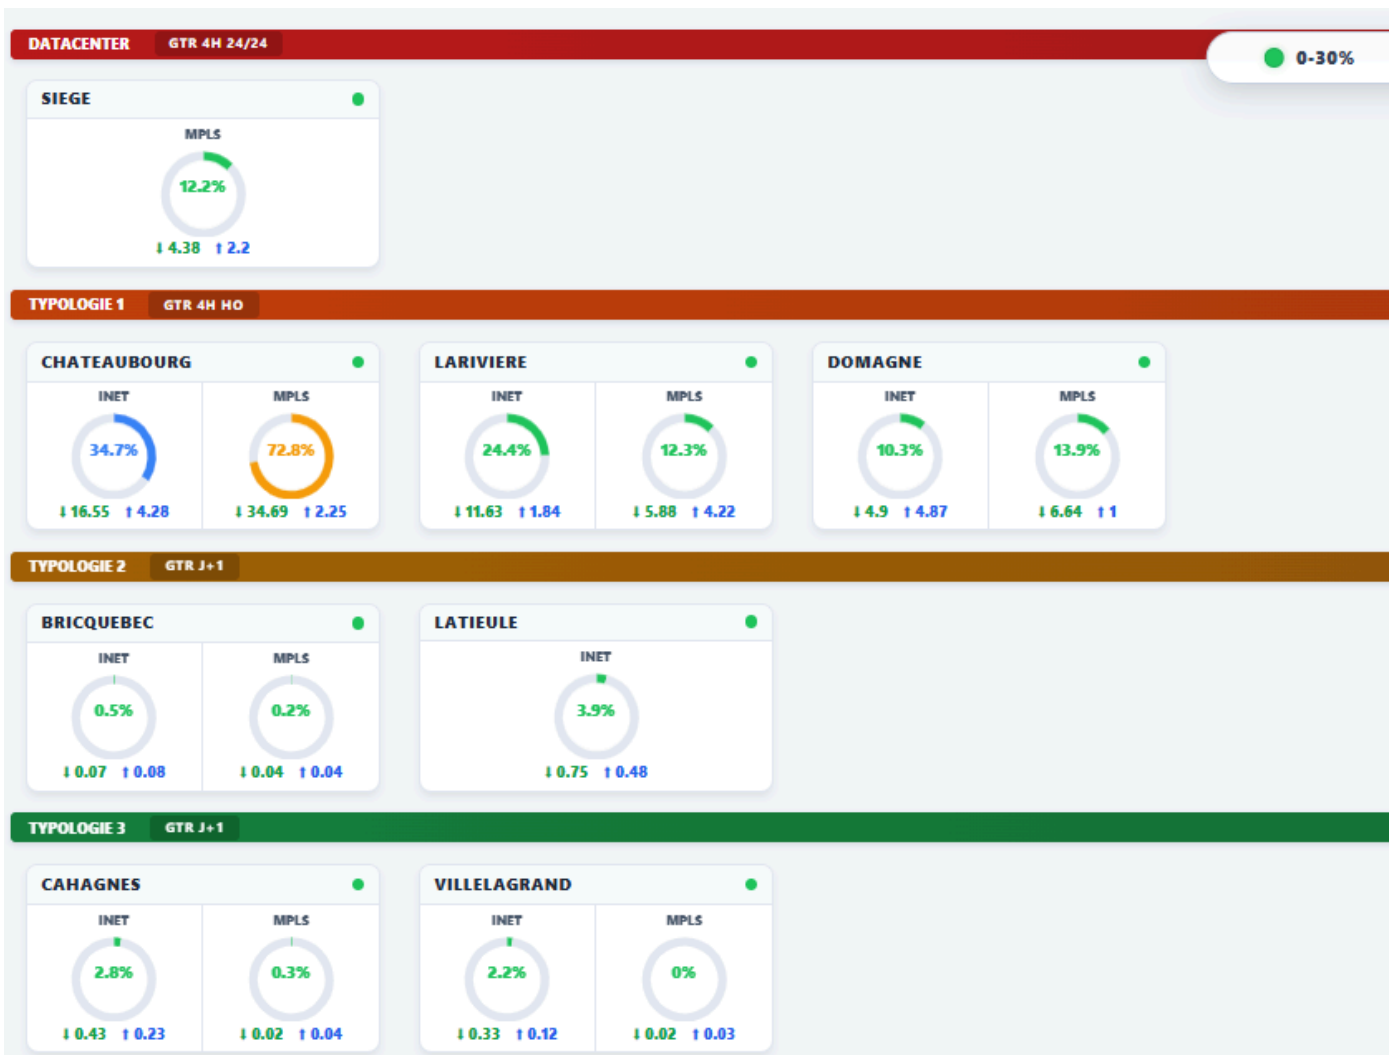 DATACENTER GTR 4H 24/24
0-30%
SIEGE
MPLS
12.2%
↓ 4.38 ↑ 2.2
TYPOLOGIE 1 GTR 4H HO
CHATEAUBOURG
INET MPLS
34.7% 72.8%
↓ 16.55 ↑ 4.28 ↓ 34.69 ↑ 2.25
LARIVIERE
INET MPLS
24.4% 12.3%
↓ 11.63 ↑ 1.84 ↓ 5.88 ↑ 4.22
DOMAGNE
INET MPLS
10.3% 13.9%
↓ 4.9 ↑ 4.87 ↓ 6.64 ↑ 1
TYPOLOGIE 2 GTR J+1
BRICQUEBEC
INET MPLS
0.5% 0.2%
↓ 0.07 ↑ 0.08 ↓ 0.04 ↑ 0.04
LATIEULE
INET
3.9%
↓ 0.75 ↑ 0.48
TYPOLOGIE 3 GTR J+1
CAHAGNES
INET MPLS
2.8% 0.3%
↓ 0.43 ↑ 0.23 ↓ 0.02 ↑ 0.04
VILLELAGRAND
INET MPLS
2.2% 0%
↓ 0.33 ↑ 0.12 ↓ 0.02 ↑ 0.03